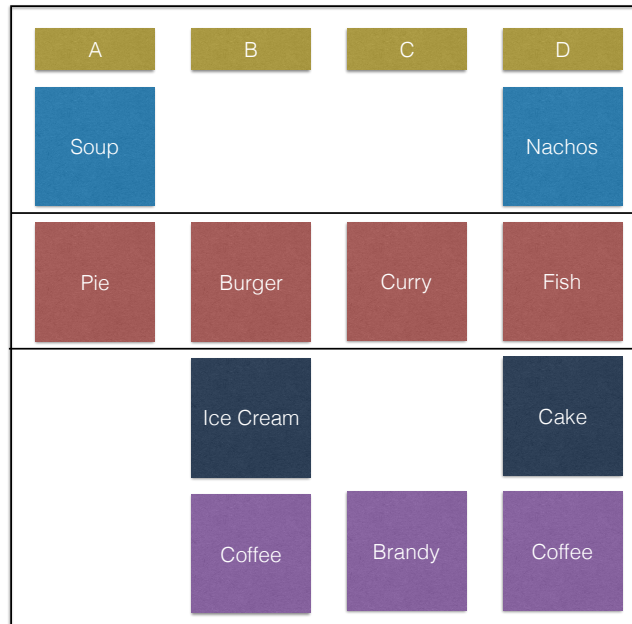 A B C D
Soup Nachos
Pie Burger Curry Fish
Ice Cream Cake
Coffee Brandy Coffee